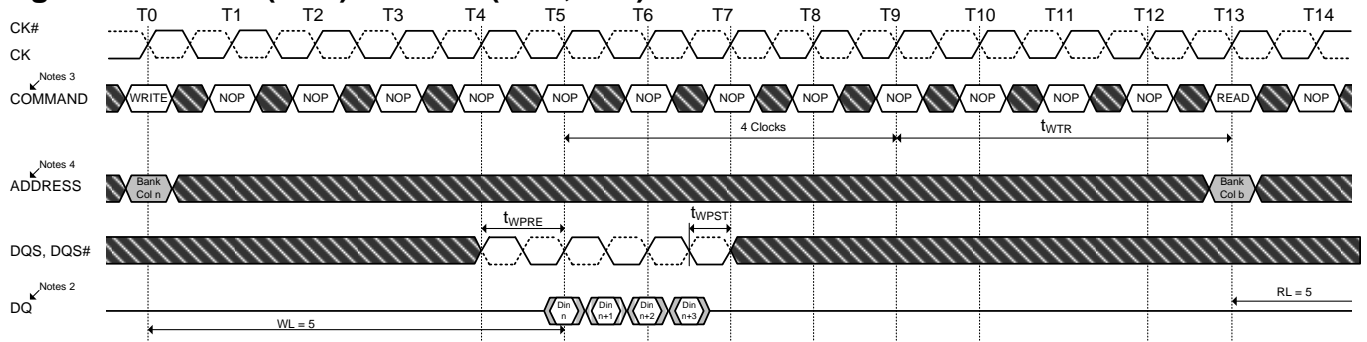 T0 T1 T2 T3 T4 T5 T6 T7 T8 T9 T10 T11 T12 T13 T14
CK#
CK
Notes 3
COMMAND WRITE NOP NOP NOP NOP NOP NOP NOP NOP NOP NOP NOP NOP READ NOP
4 Clocks tWTR
Notes 4
ADDRESS Bank Col n Bank Col b
tWPRE tWPST
DQS, DQS#
Notes 2
DQ Din n Din n+1 Din n+2 Din n+3
RL = 5
WL = 5